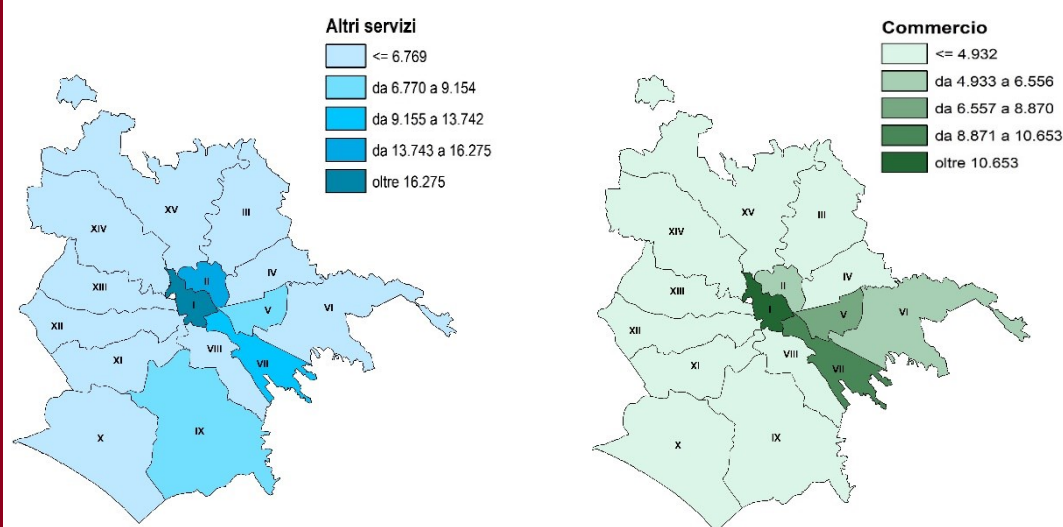 Altri servizi
<= 6.769
da 6.770 a 9.154
da 9.155 a 13.742
da 13.743 a 16.275
oltre 16.275
XV
III
XIV
IV
II
XIII
I
V
VI
XII
VIII
XI
VII
IX
X
Commercio
<= 4.932
da 4.933 a 6.556
da 6.557 a 8.870
da 8.871 a 10.653
oltre 10.653
XV
III
XIV
IV
II
XIII
I
V
VI
XII
VIII
XI
VII
IX
X